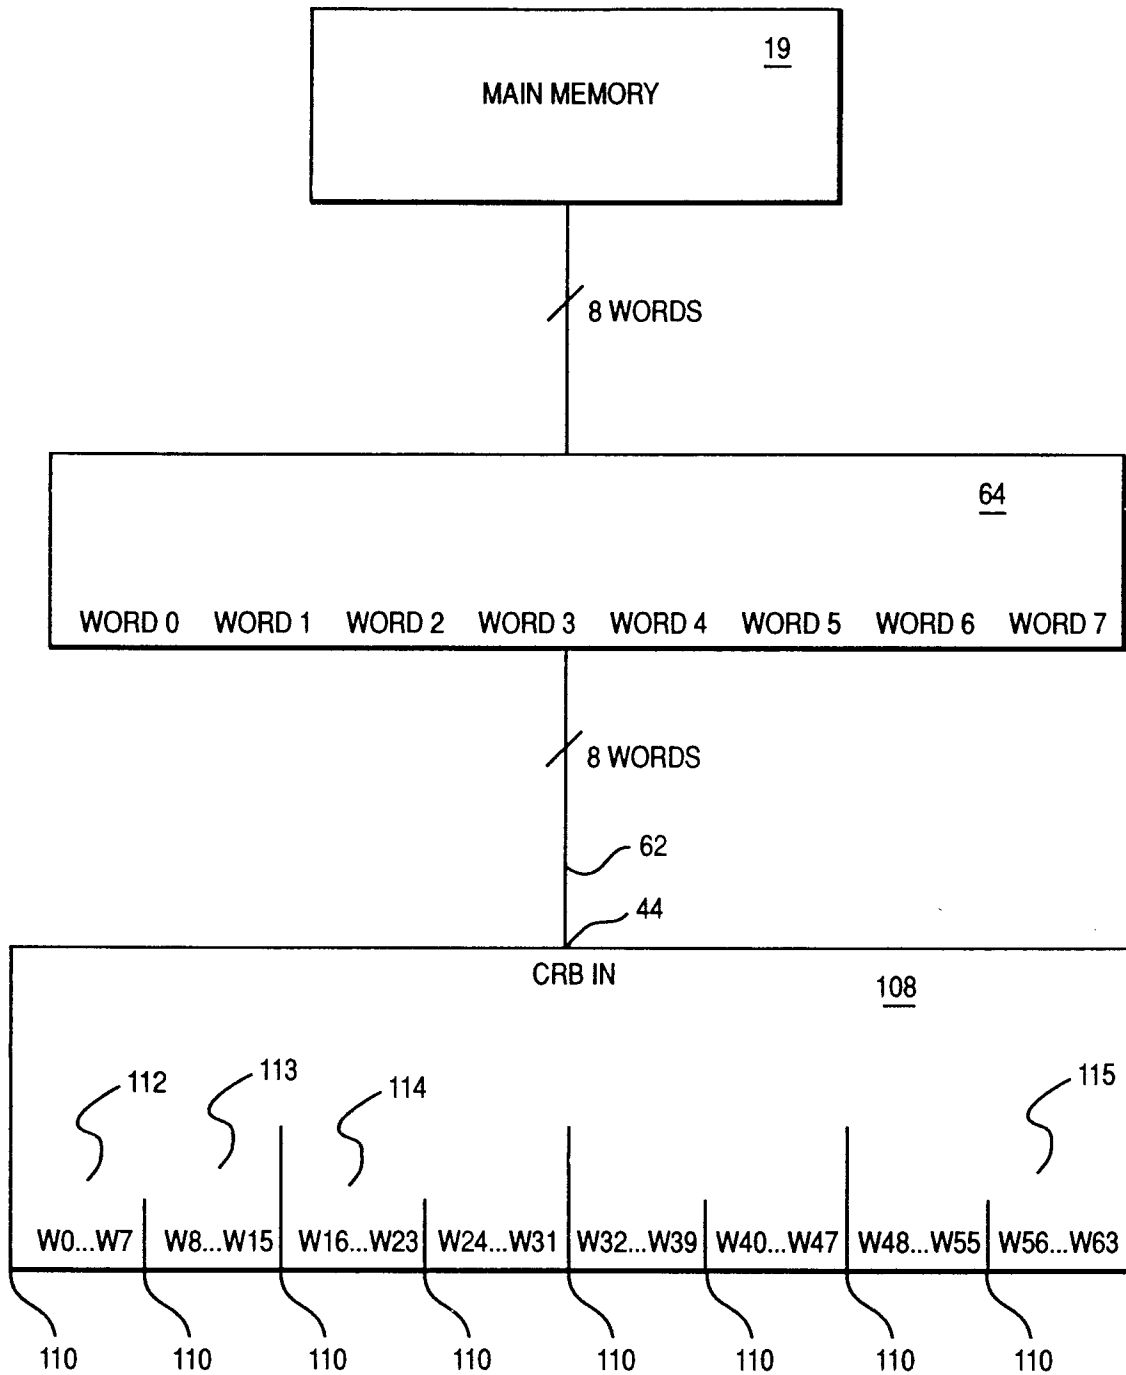 19
MAIN MEMORY
8 WORDS
64
WORD 0 WORD 1 WORD 2 WORD 3 WORD 4 WORD 5 WORD 6 WORD 7
8 WORDS
62
44
CRB IN
108
112 113 114 115
W0...W7 W8...W15 W16...W23 W24...W31 W32...W39 W40...W47 W48...W55 W56...W63
110 110 110 110 110 110 110 110